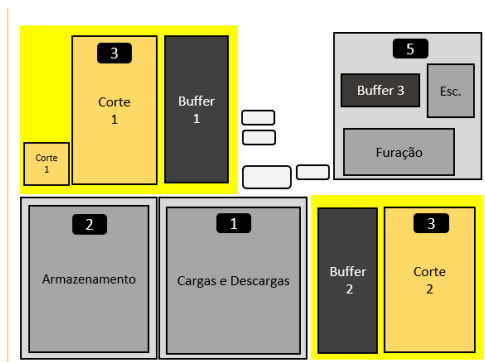 3
Corte
1
Buffer
1
Corte
1
5
Buffer 3
Esc.
Furação
2
Armazenamento
1
Cargas e Descargas
Buffer
2
3
Corte
2